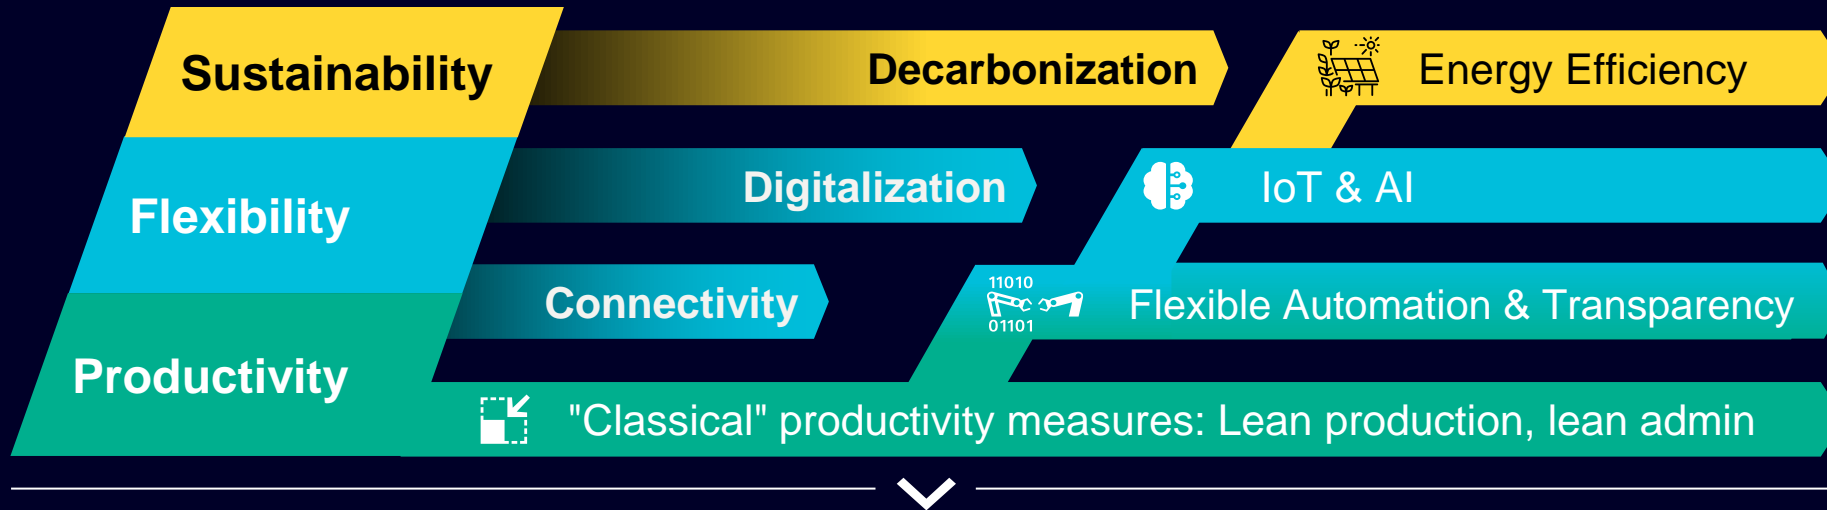 Sustainability
Decarbonization
Energy Efficiency
Flexibility
Digitalization
IoT & AI
Connectivity
11010
01101
Flexible Automation & Transparency
Productivity
"Classical" productivity measures: Lean production, lean admin